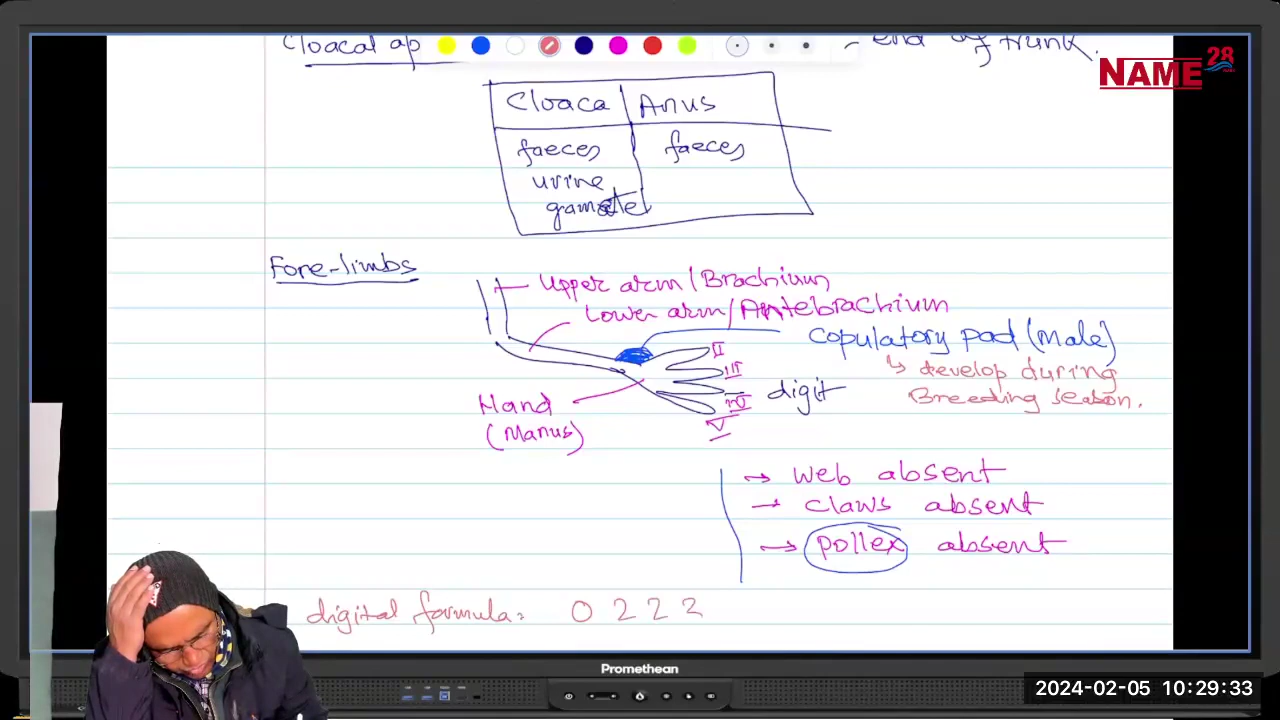 Cloacal ap
end of trunk.
NAME 28
Cloaca | Anus
faeces faeces
urine
Fore-limbs
Upper arm / Brachium
Lower arm / Antebrachium
copulatory pad (Male)
↳ develop during
Breeding season.
II
III
IV
V
digit
Hand
(Manus)
→ web absent
→ claws absent
→ pollex absent
digital formula: 0 2 2 2
Promethean
2024-02-05 10:29:33